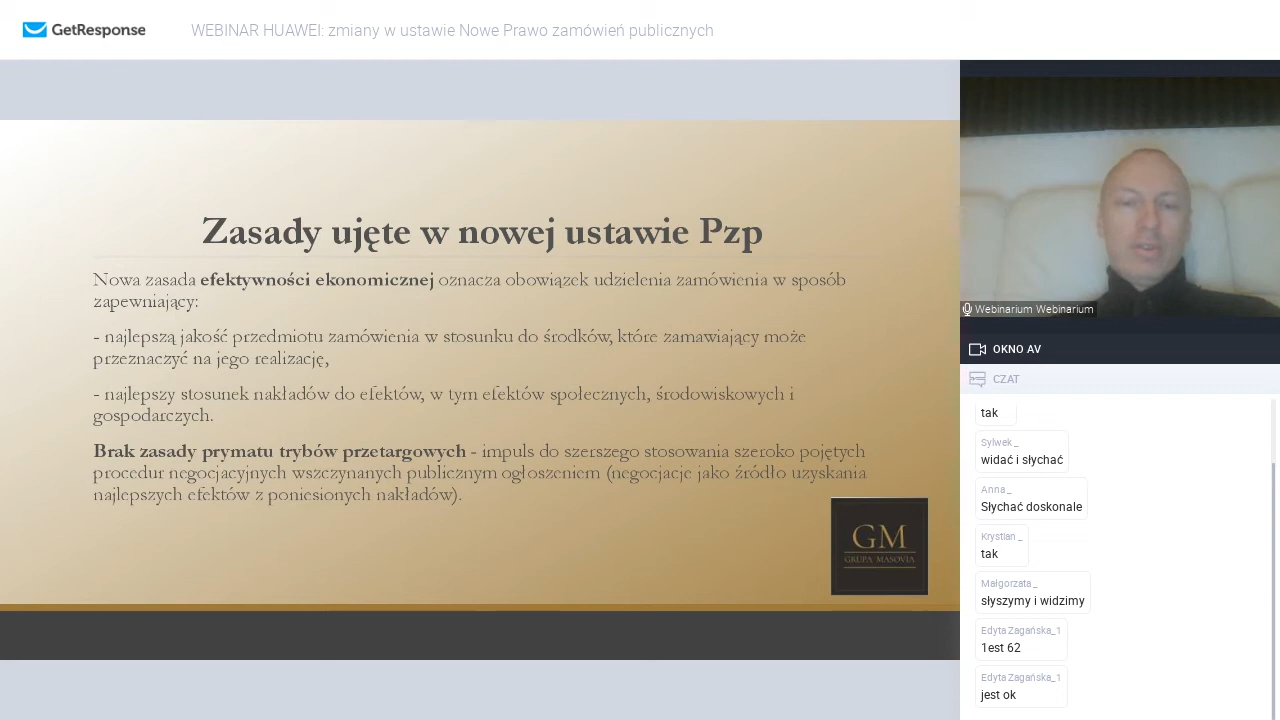 GetResponse
WEBINAR HUAWEI: zmiany w ustawie Nowe Prawo zamówień publicznych
Zasady ujęte w nowej ustawie Pzp
Nowa zasada efektywności ekonomicznej oznacza obowiązek udzielenia zamówienia w sposób
zapewniający:
- najlepszą jakość przedmiotu zamówienia w stosunku do środków, które zamawiający może
przeznaczyć na jego realizację,
- najlepszy stosunek nakładów do efektów, w tym efektów społecznych, środowiskowych i
gospodarczych.
Brak zasady prymatu trybów przetargowych - impuls do szerszego stosowania szeroko pojętych
procedur negocjacyjnych wszczynanych publicznym ogłoszeniem (negocjacje jako źródło uzyskania
najlepszych efektów z poniesionych nakładów).
GM
GRUPA MASOVIA
Webinarium Webinarium
OKNO AV
CZAT
tak
Sylwek _
widać i słychać
Anna _
Słychać doskonale
Krystian _
tak
Małgorzata _
słyszymy i widzimy
Edyta Zagańska_1
1est 62
Edyta Zagańska_1
jest ok